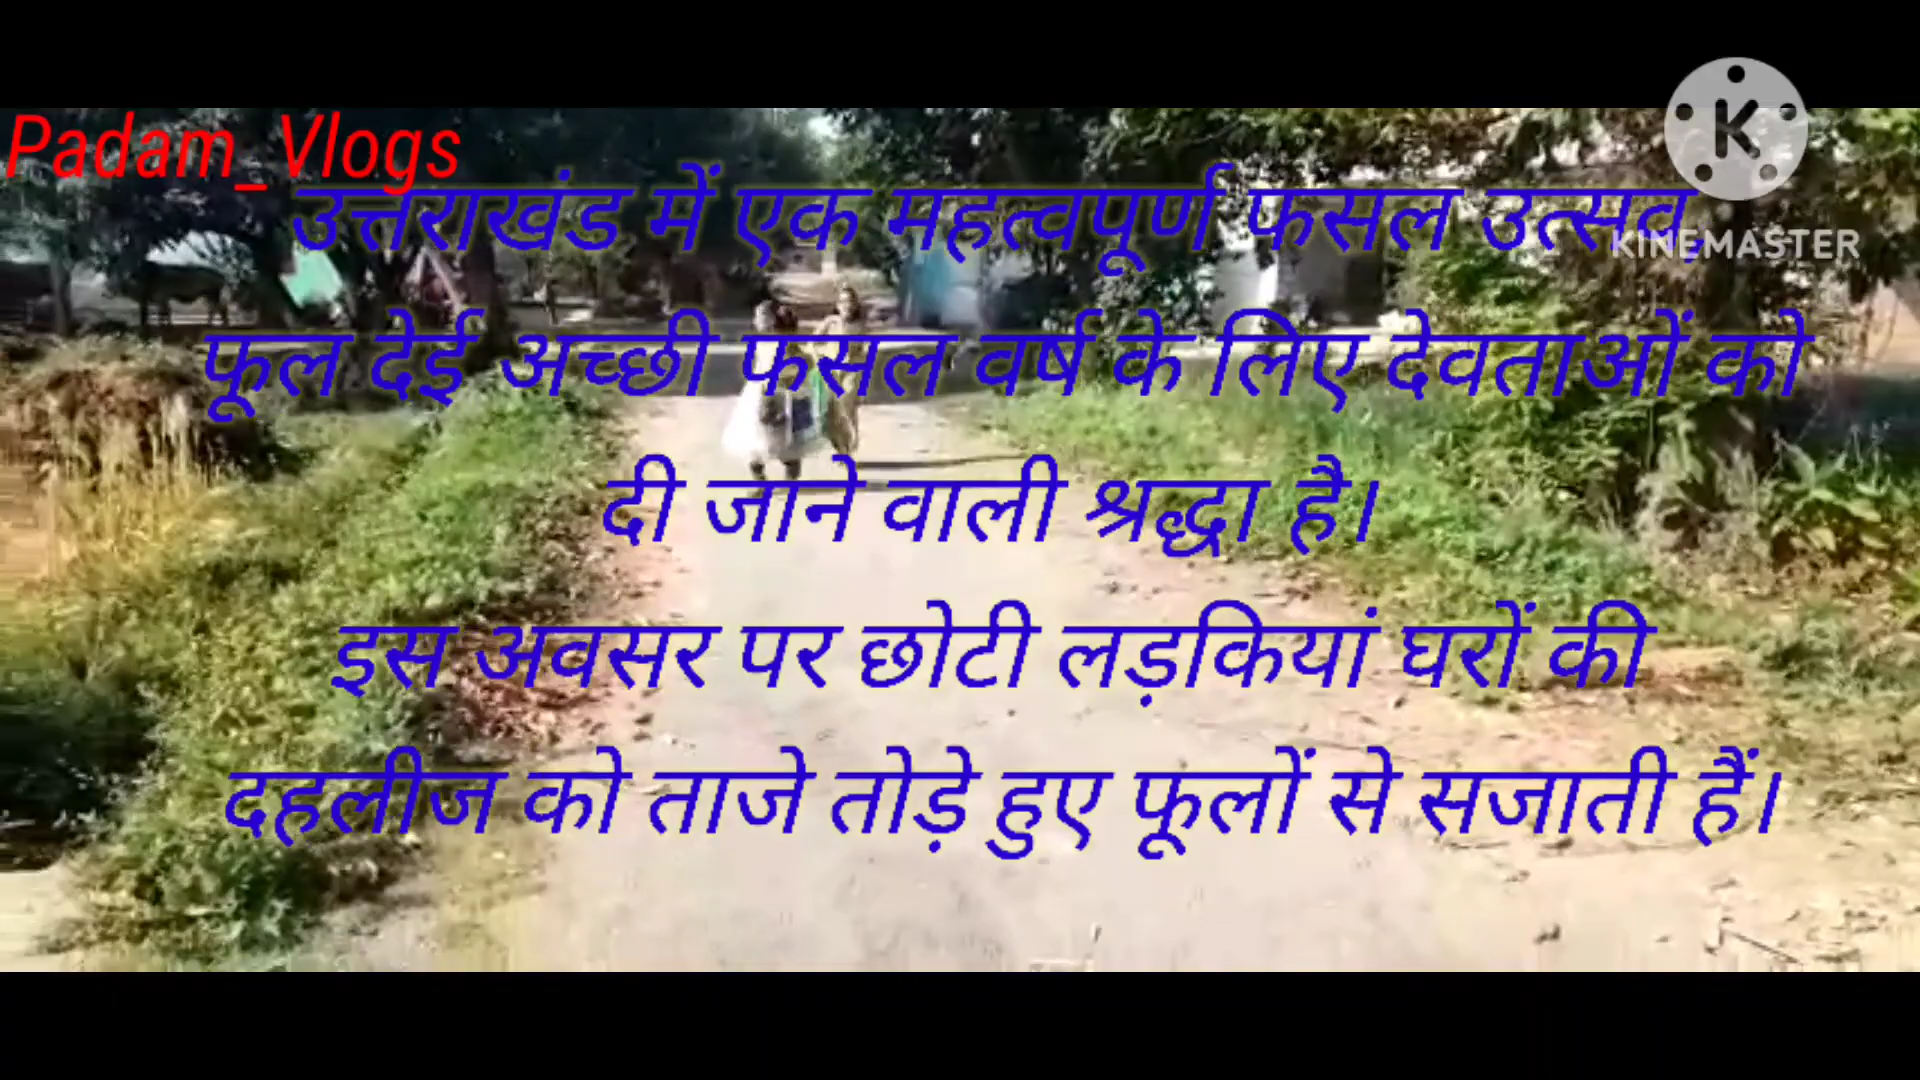 Padam_Vlogs
उत्तराखंड में एक महत्वपूर्ण फसल उत्सव,
KINEMASTER
फूल देई अच्छी फसल वर्ष के लिए देवताओं को
दी जाने वाली श्रद्धा है।
इस अवसर पर छोटी लड़कियां घरों की
दहलीज को ताजे तोड़े हुए फूलों से सजाती हैं।